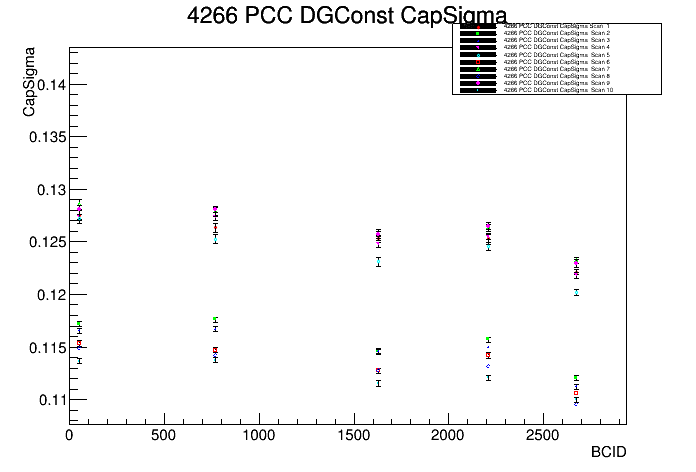 4266 PCC DGConst CapSigma
4266 PCC DGConst CapSigma Scan 1
4266 PCC DGConst CapSigma Scan 2
4266 PCC DGConst CapSigma Scan 3
4266 PCC DGConst CapSigma Scan 4
4266 PCC DGConst CapSigma Scan 5
4266 PCC DGConst CapSigma Scan 6
4266 PCC DGConst CapSigma Scan 7
4266 PCC DGConst CapSigma Scan 8
4266 PCC DGConst CapSigma Scan 9
4266 PCC DGConst CapSigma Scan 10
CapSigma
0.14
0.135
0.13
0.125
0.12
0.115
0.11
0 500 1000 1500 2000 2500
BCID